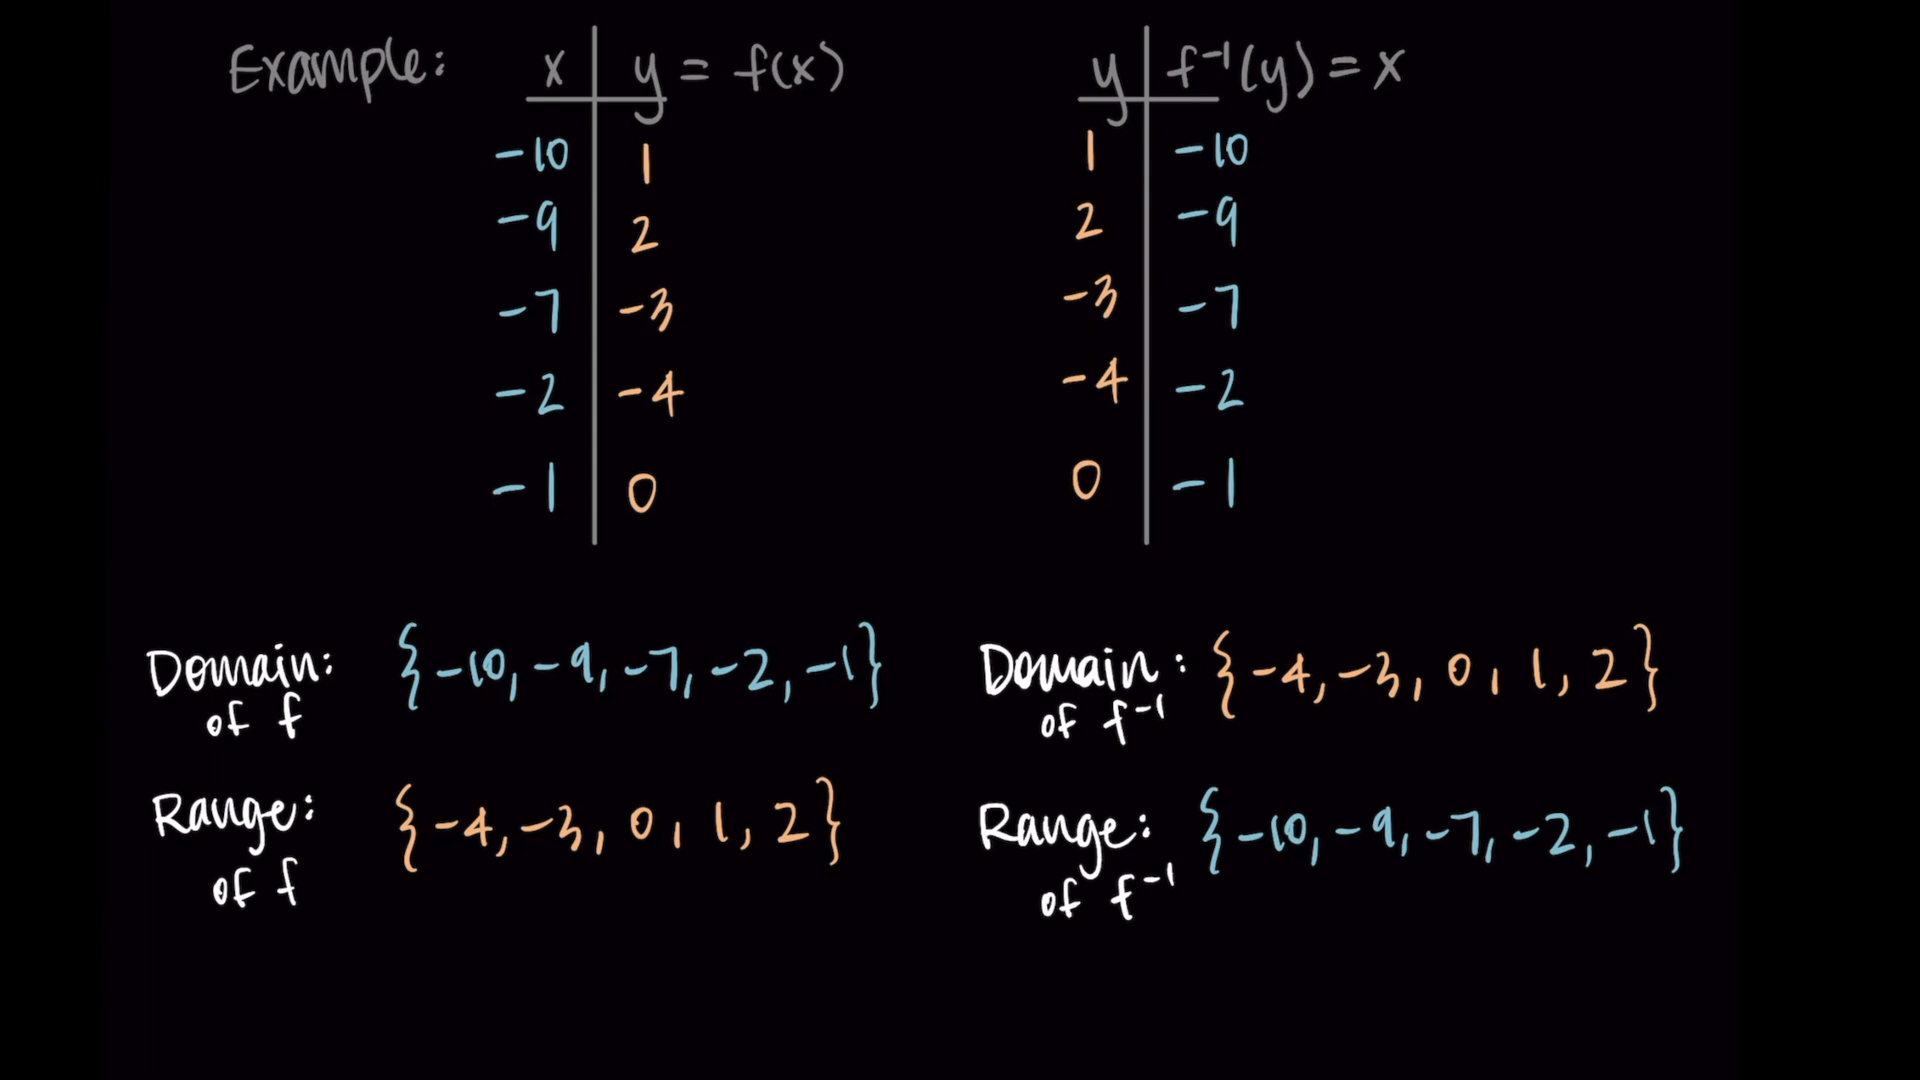 Example: x y = f(x) y f⁻¹(y) = x
-10 1 1 -10
-9 2 2 -9
-7 -3 -3 -7
-2 -4 -4 -2
-1 0 0 -1
Domain: {-10, -9, -7, -2, -1} Domain: {-4, -3, 0, 1, 2}
of f of f⁻¹
Range: {-4, -3, 0, 1, 2} Range: {-10, -9, -7, -2, -1}
of f of f⁻¹